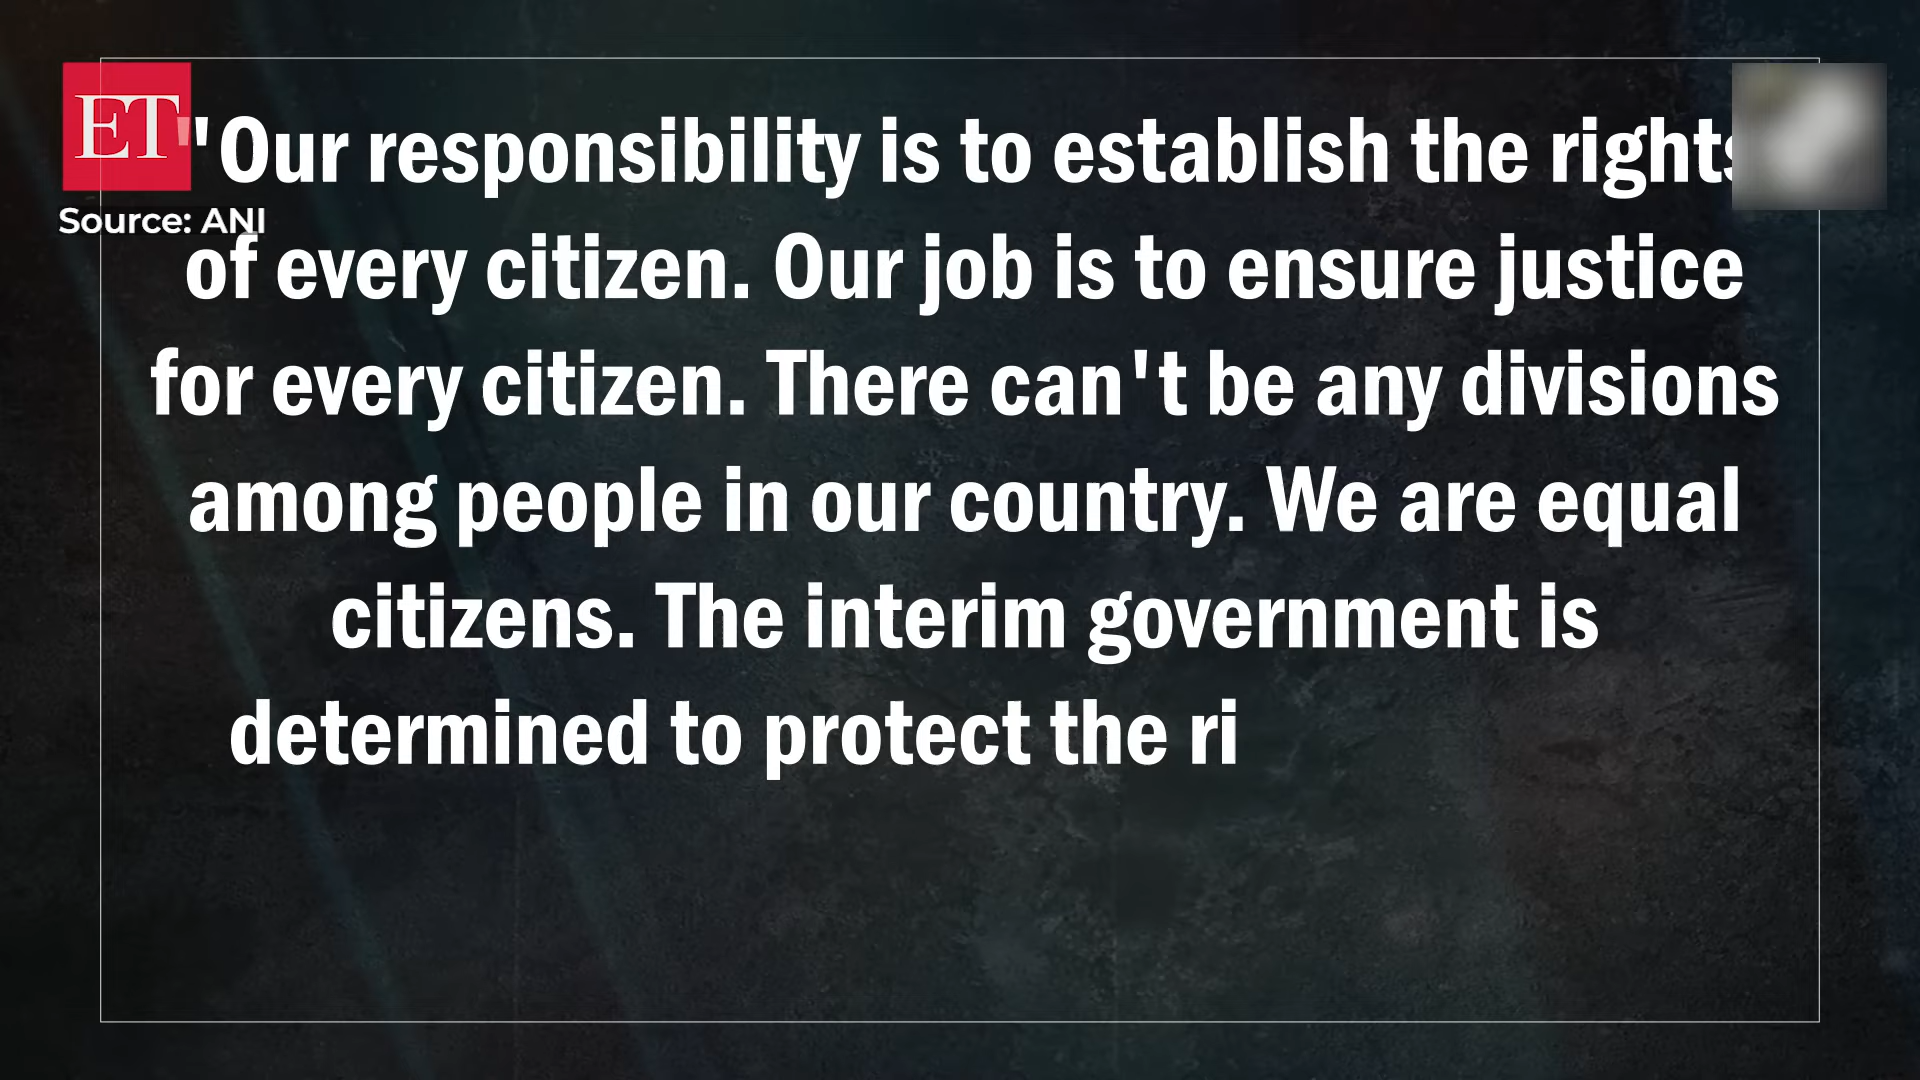 ET
Source: ANI
"Our responsibility is to establish the rights
of every citizen. Our job is to ensure justice
for every citizen. There can't be any divisions
among people in our country. We are equal
citizens. The interim government is
determined to protect the ri